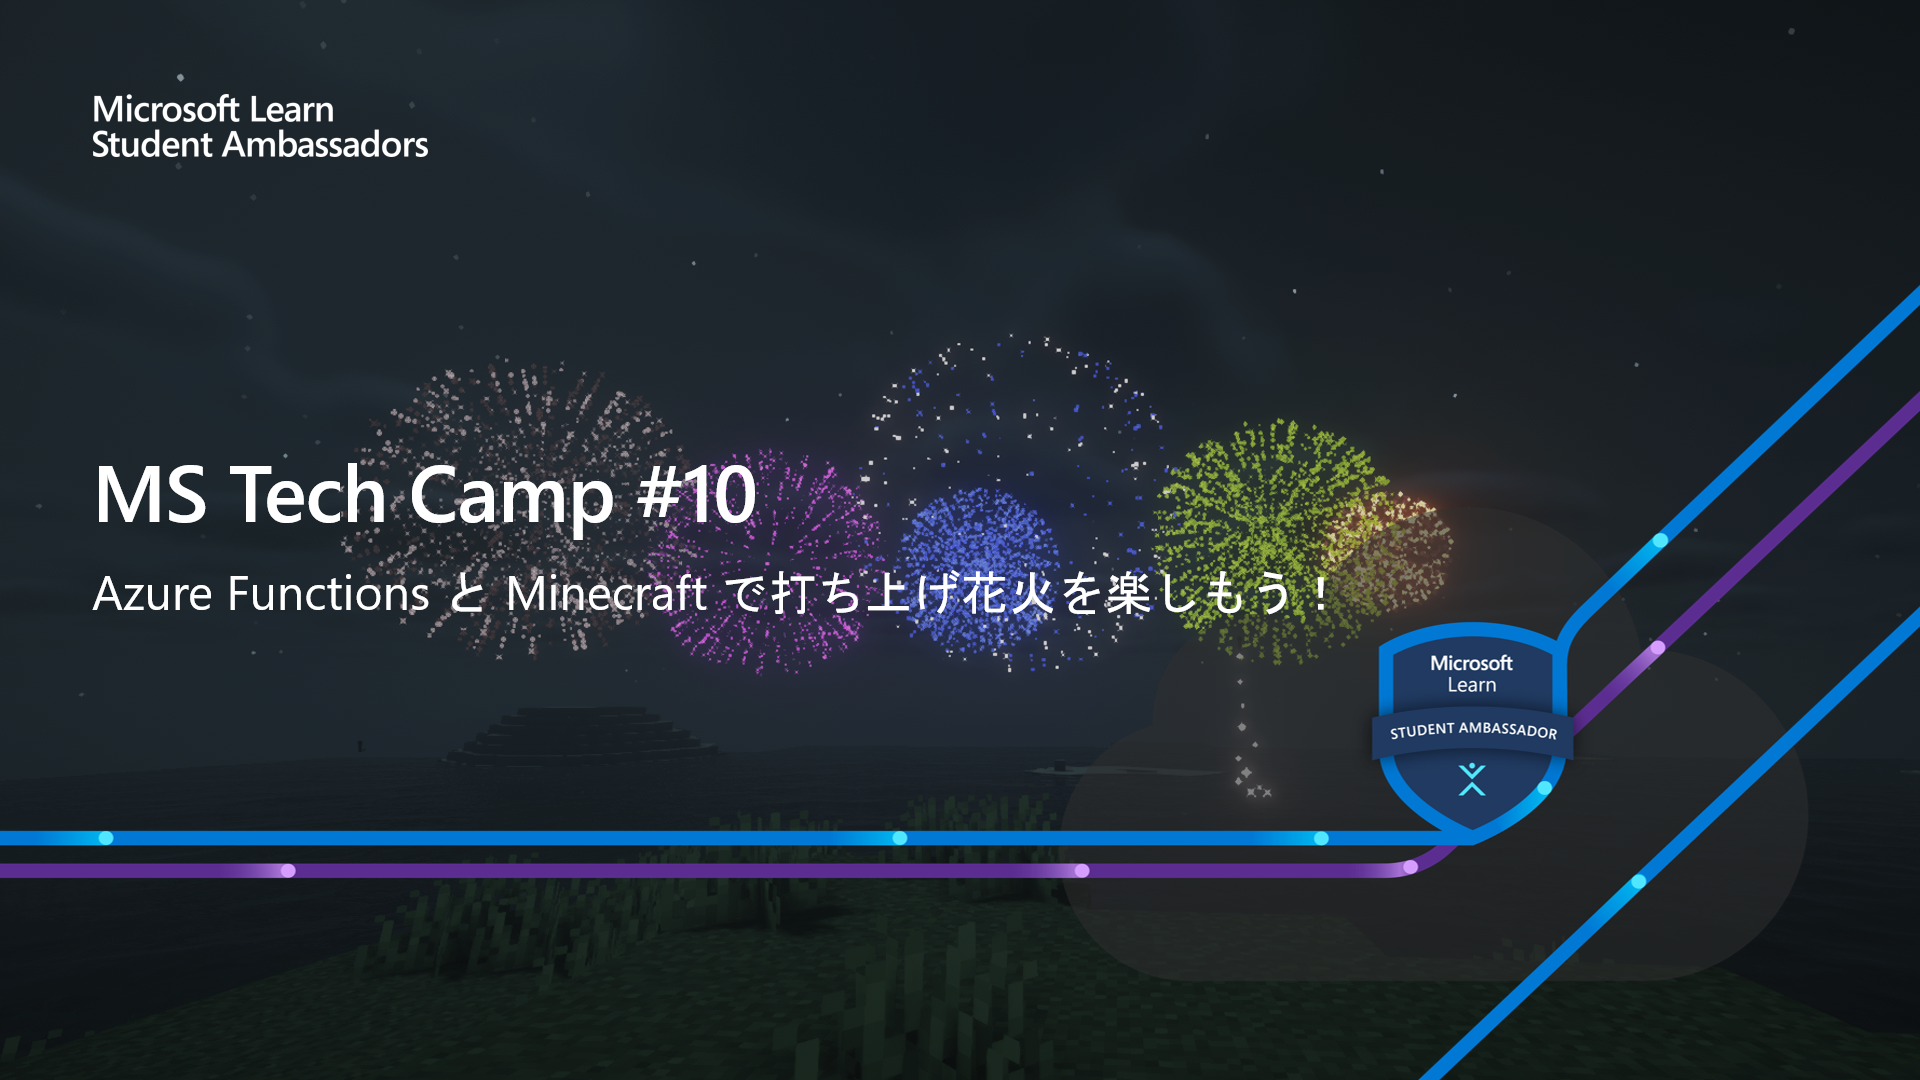 Microsoft Learn
Student Ambassadors
MS Tech Camp #10
Azure Functions と Minecraft で打ち上げ花火を楽しもう！
Microsoft
Learn
STUDENT AMBASSADOR